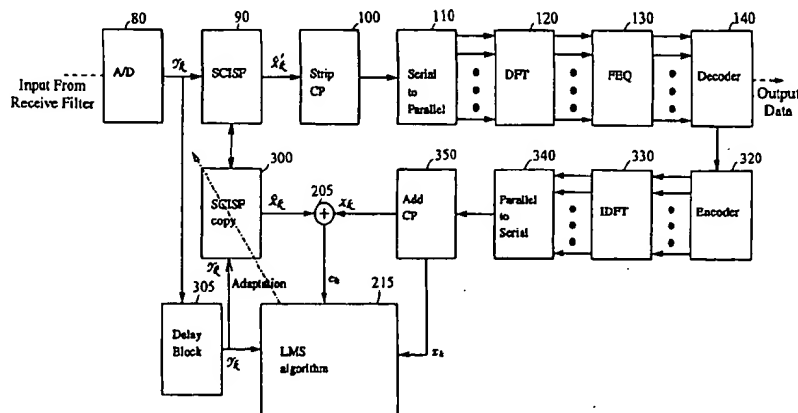 80
90
100
110
120
130
140
A/D
SCISF
Strip
CP
Serial
to
Parallel
DFT
FEQ
Decoder
Input From
Receive Filter
Output
Data
300
205
350
340
330
320
SCISF
copy
Add
CP
Parallel
to
Serial
IDFT
Encoder
Adaptation
305
215
Delay
Block
LMS
algorithm